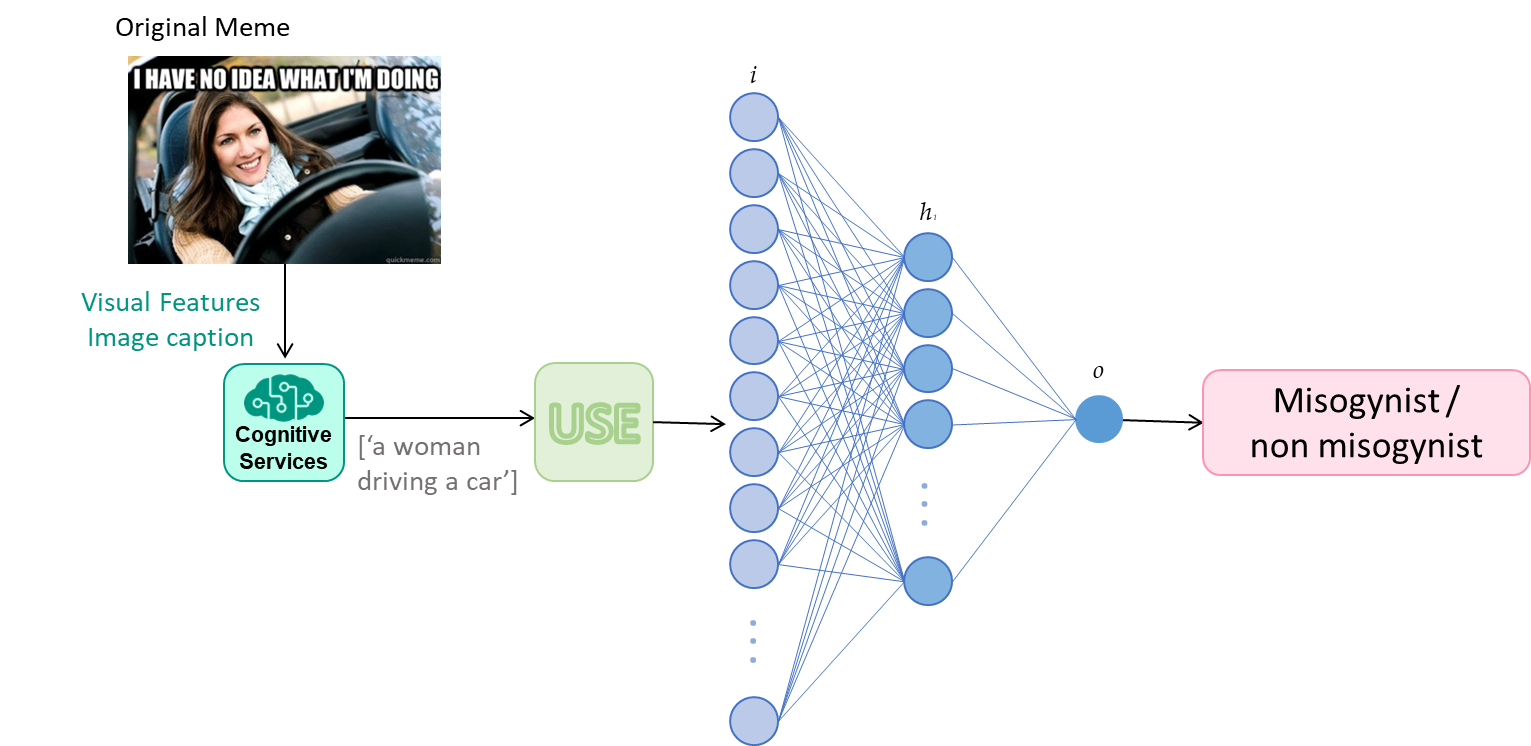 Original Meme
I HAVE NO IDEA WHAT I'M DOING
quickmeme.com
Visual Features
Image caption
Cognitive
Services
[‘a woman
driving a car’]
USE
i
h₁
o
Misogynist /
non misogynist